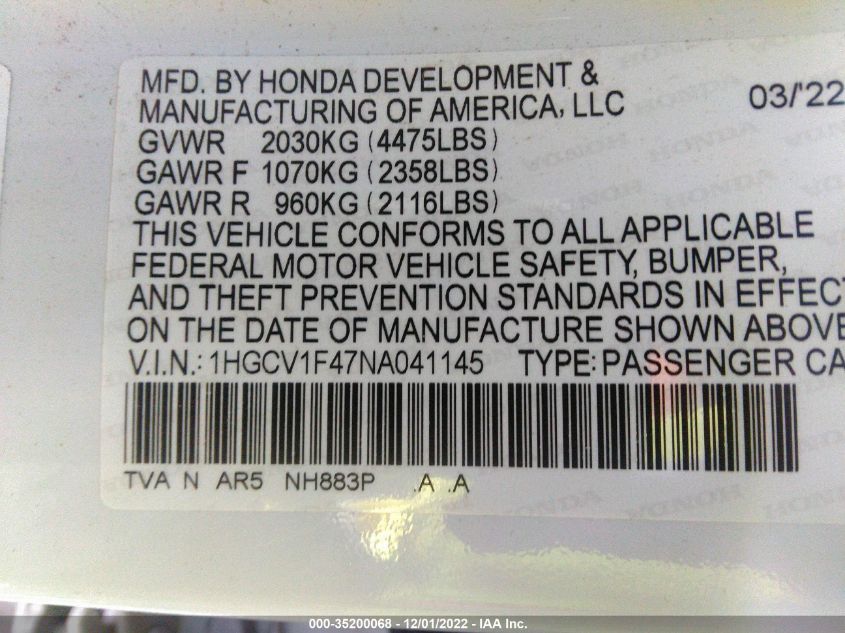 MFD. BY HONDA DEVELOPMENT &
MANUFACTURING OF AMERICA, LLC 03/'22
GVWR 2030KG (4475LBS)
GAWR F 1070KG (2358LBS)
GAWR R 960KG (2116LBS)
THIS VEHICLE CONFORMS TO ALL APPLICABLE
FEDERAL MOTOR VEHICLE SAFETY, BUMPER,
AND THEFT PREVENTION STANDARDS IN EFFECT
ON THE DATE OF MANUFACTURE SHOWN ABOVE
V.I.N.: 1HGCV1F47NA041145 TYPE: PASSENGER CA
TVA N AR5 NH883P .A .A
000-35200068 - 12/01/2022 - IAA Inc.